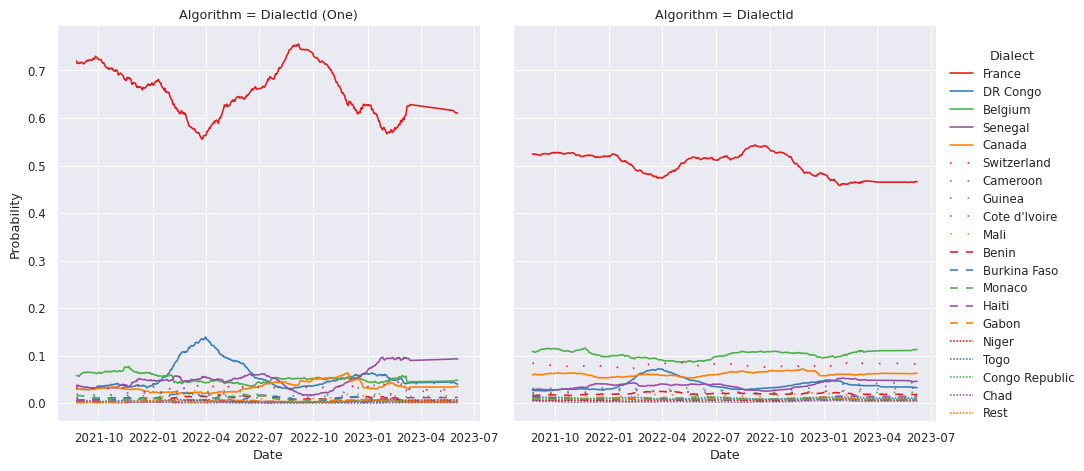 Algorithm = DialectId (One)
Algorithm = DialectId
Probability
0.7
0.6
0.5
0.4
0.3
0.2
0.1
0.0
2021-10 2022-01 2022-04 2022-07 2022-10 2023-01 2023-04 2023-07
Date
2021-10 2022-01 2022-04 2022-07 2022-10 2023-01 2023-04 2023-07
Date
Dialect
France
DR Congo
Belgium
Senegal
Canada
Switzerland
Cameroon
Guinea
Cote d'Ivoire
Mali
Benin
Burkina Faso
Monaco
Haiti
Gabon
Niger
Togo
Congo Republic
Chad
Rest